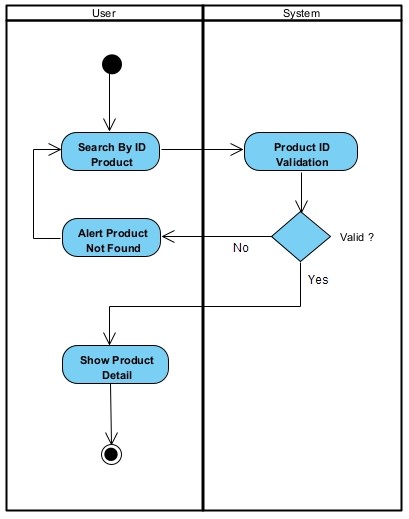 User
System
Search By ID
Product
Product ID
Validation
Alert Product
Not Found
No
Valid ?
Yes
Show Product
Detail